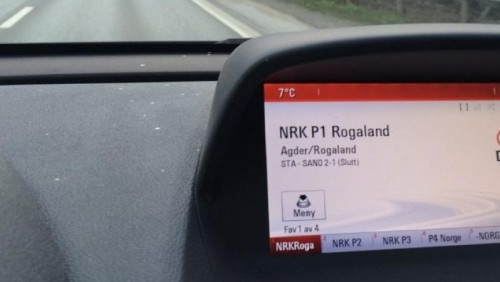 7°C
NRK P1 Rogaland
Agder/Rogaland
STA - SAND 2-1 (Slutt)
Meny
Fav 1 av 4
NRKRoga NRK P2 NRK P3 P4 Norge -NORG